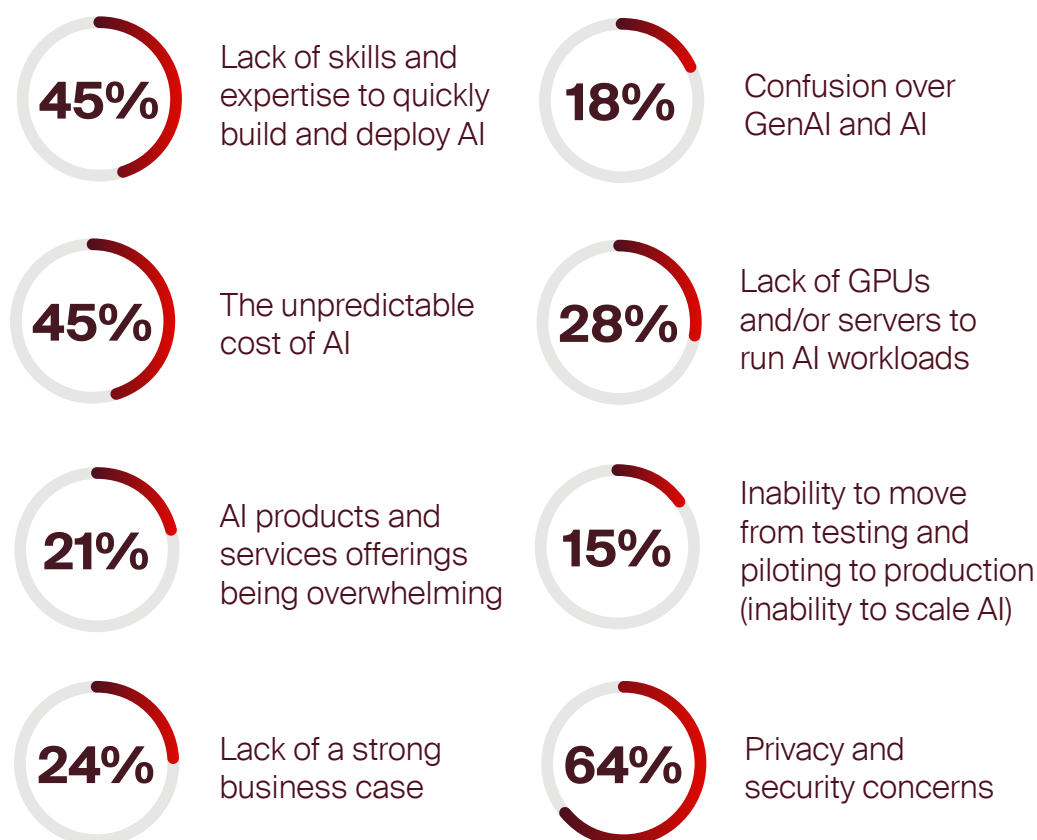 45%
Lack of skills and
expertise to quickly
build and deploy AI
18%
Confusion over
GenAI and AI
45%
The unpredictable
cost of AI
28%
Lack of GPUs
and/or servers to
run AI workloads
21%
AI products and
services offerings
being overwhelming
15%
Inability to move
from testing and
piloting to production
(inability to scale AI)
24%
Lack of a strong
business case
64%
Privacy and
security concerns